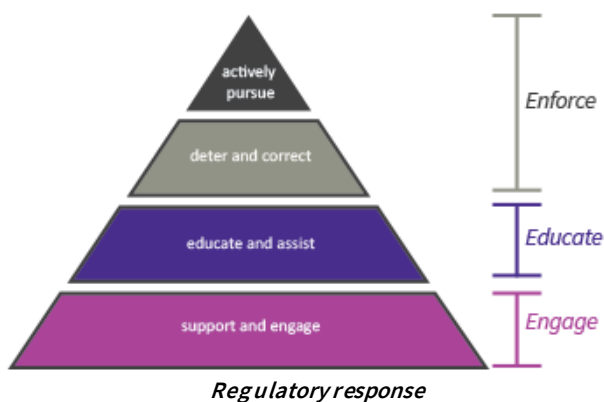 actively
pursue
Enforce
deter and correct
educate and assist
Educate
support and engage
Engage
Regulatory response